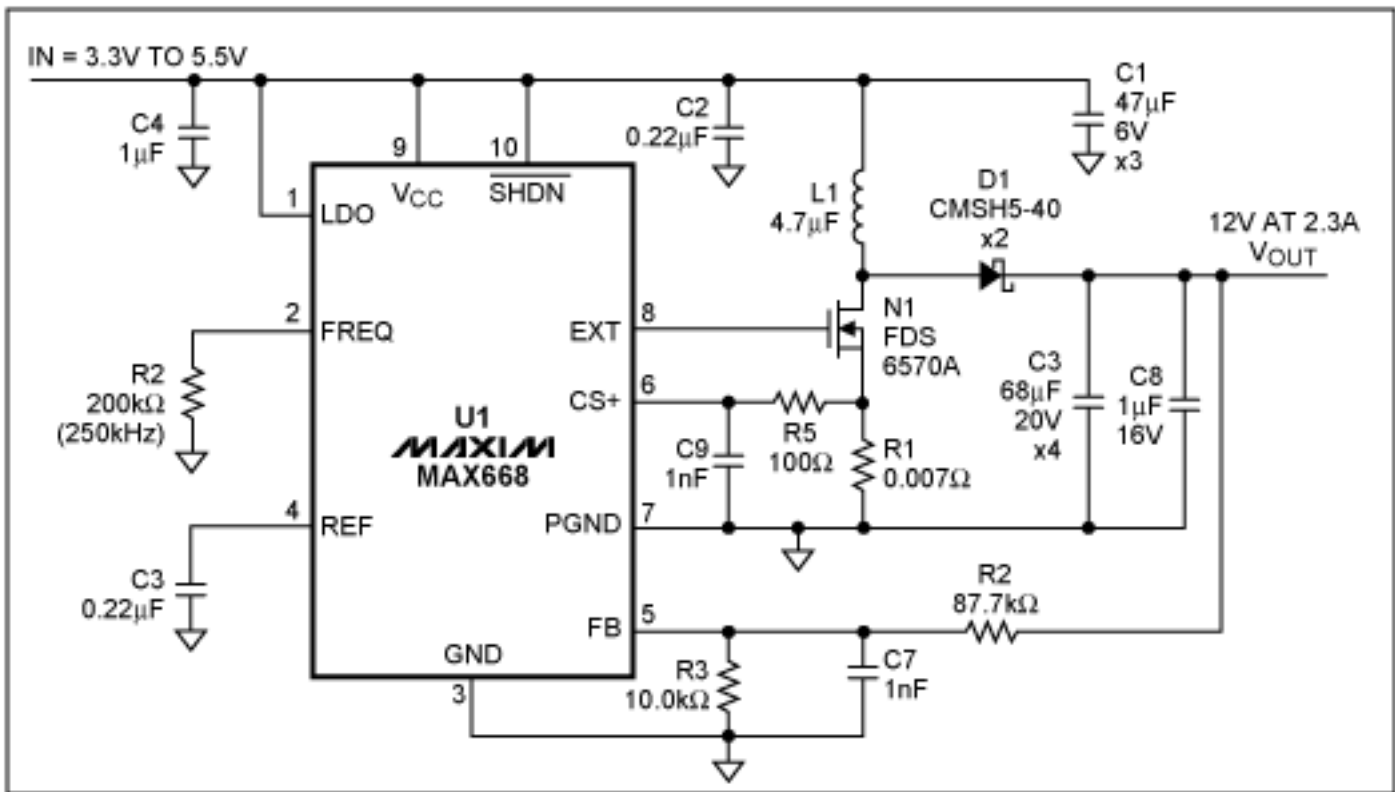 IN = 3.3V TO 5.5V
C4
1μF
9
10
C2
0.22μF
C1
47μF
6V
x3
1
LDO
VCC
SHDN
L1
4.7μF
D1
CMSH5-40
x2
12V AT 2.3A
VOUT
2
FREQ
R2
200kΩ
(250kHz)
EXT
8
N1
FDS
6570A
CS+
6
U1
MAXIM
MAX668
C9
1nF
R5
100Ω
R1
0.007Ω
C3
68μF
20V
x4
C8
1μF
16V
4
REF
C3
0.22μF
PGND
7
FB
5
R2
87.7kΩ
GND
3
R3
10.0kΩ
C7
1nF